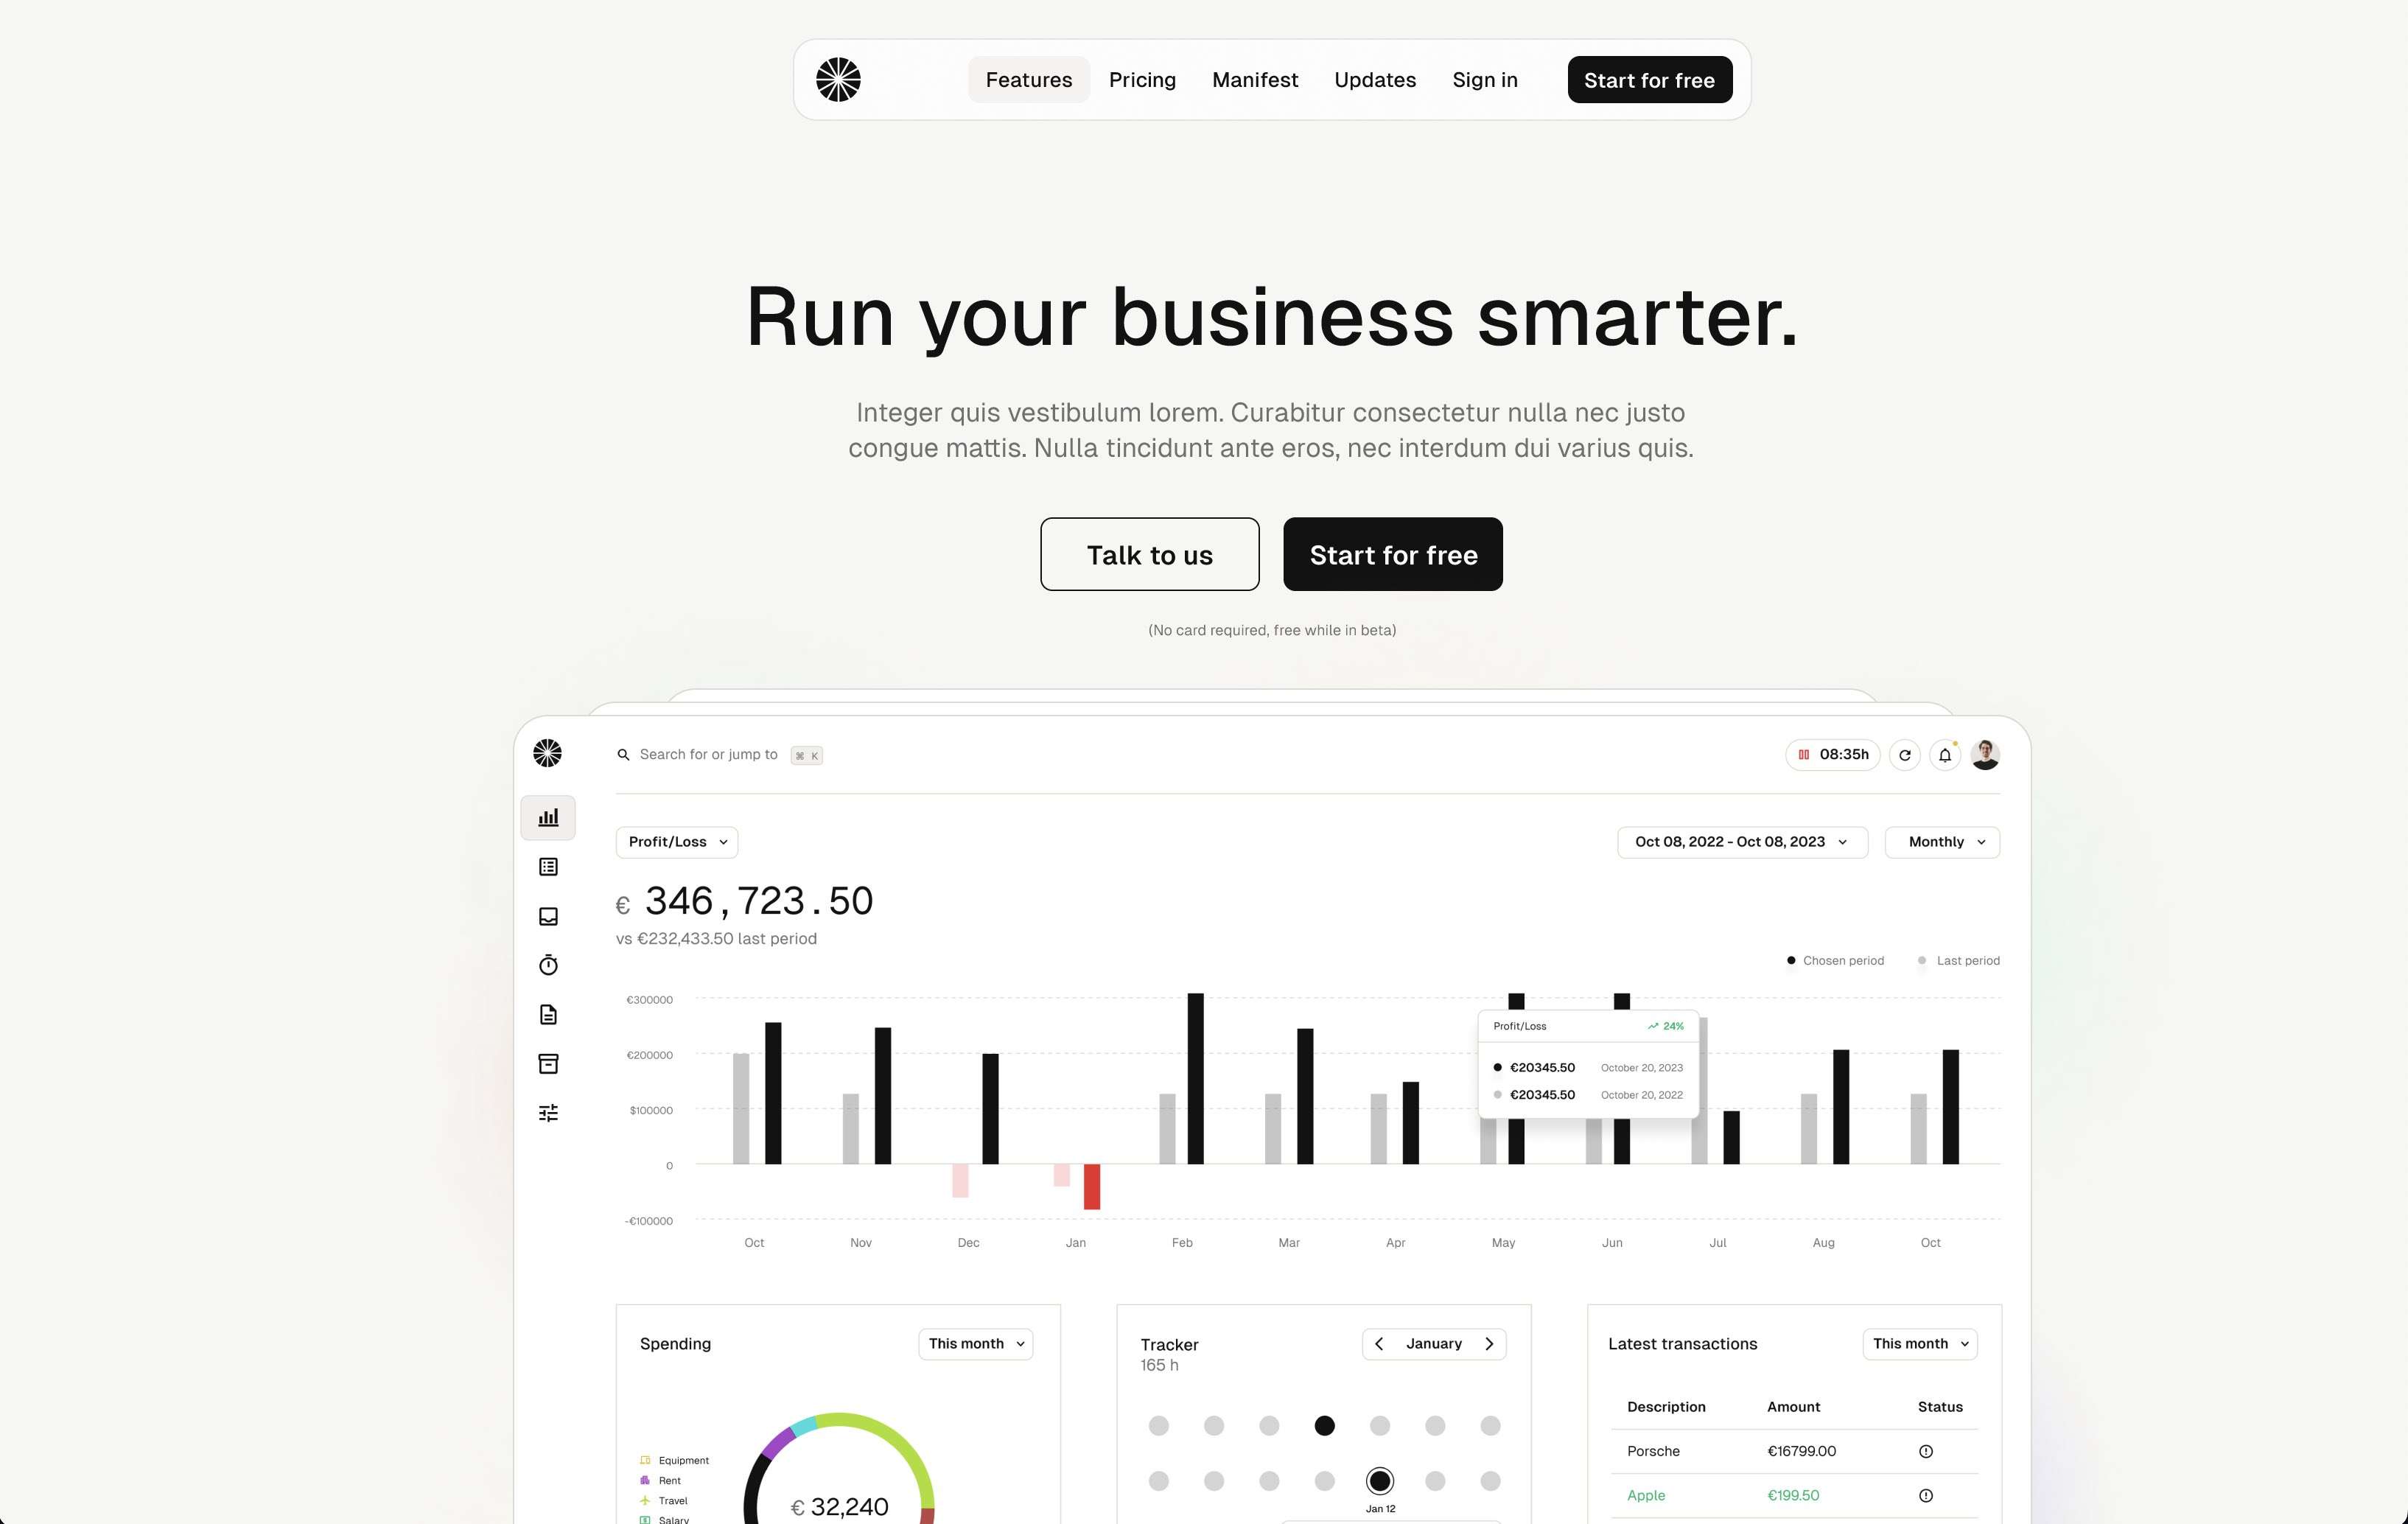 Features Pricing Manifest Updates Sign in Start for free
Run your business smarter.
Integer quis vestibulum lorem. Curabitur consectetur nulla nec justo
congue mattis. Nulla tincidunt ante eros, nec interdum dui varius quis.
Talk to us Start for free
(No card required, free while in beta)
Search for or jump to ⌘ K 08:35h
Profit/Loss Oct 08, 2022 - Oct 08, 2023 Monthly
€ 346,723.50
vs €232,433.50 last period
Chosen period Last period
€300000
Profit/Loss 24%
€200000
€20345.50 October 20, 2023
€20345.50 October 20, 2022
$100000
0
-€100000
Oct Nov Dec Jan Feb Mar Apr May Jun Jul Aug Oct
Spending This month
Equipment
Rent
Travel
Salary
€ 32,240
Tracker January
165 h
Jan 12
Latest transactions This month
Description Amount Status
Porsche €16799.00
Apple €199.50